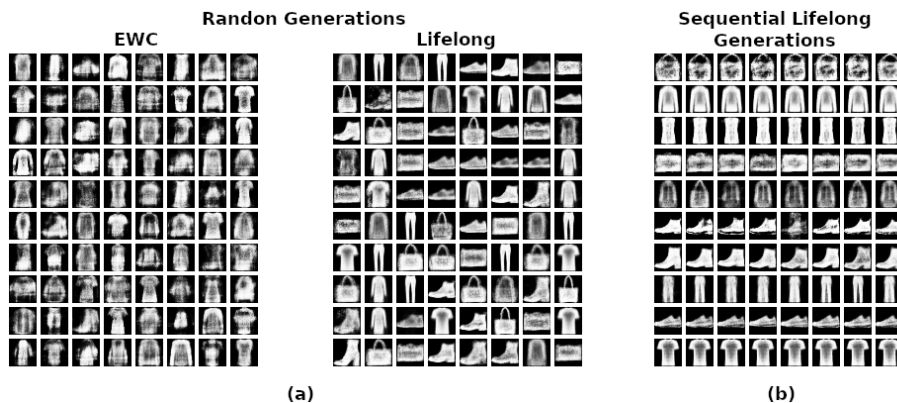 Randon Generations
EWC
Lifelong
Sequential Lifelong
Generations
(a)
(b)